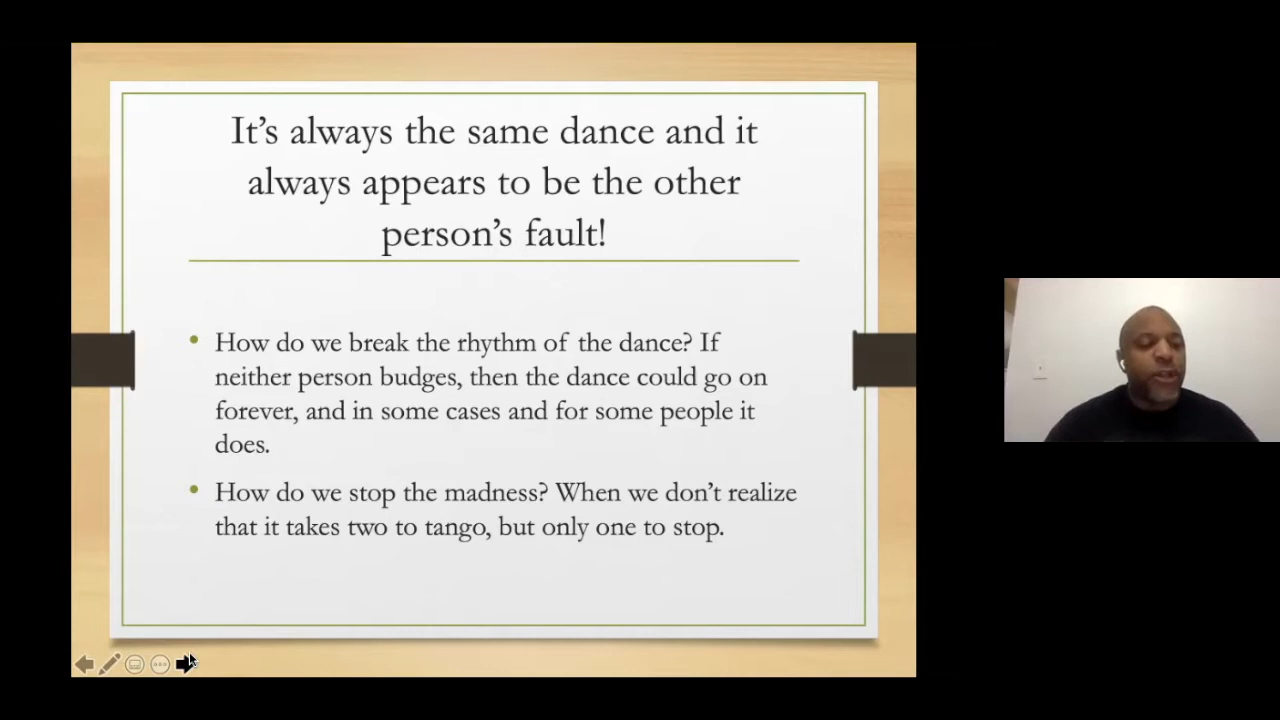 It’s always the same dance and it
always appears to be the other
person’s fault!
• How do we break the rhythm of the dance? If
neither person budges, then the dance could go on
forever, and in some cases and for some people it
does.
• How do we stop the madness? When we don’t realize
that it takes two to tango, but only one to stop.